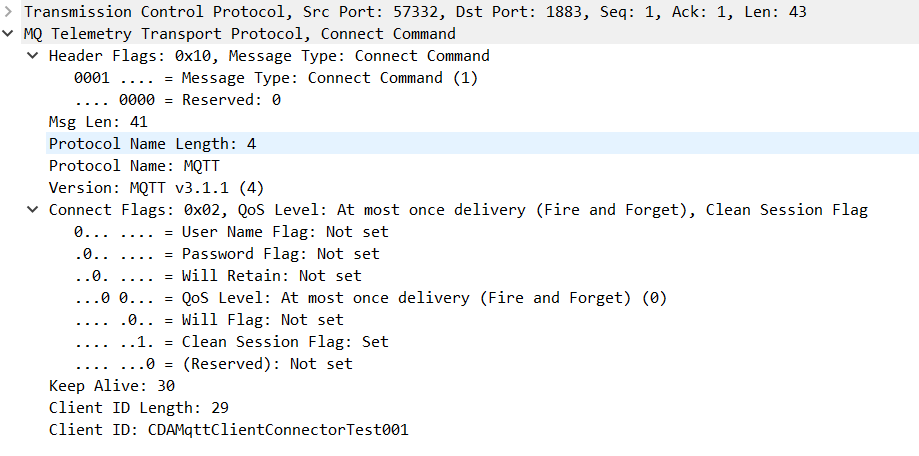 Transmission Control Protocol, Src Port: 57332, Dst Port: 1883, Seq: 1, Ack: 1, Len: 43
MQ Telemetry Transport Protocol, Connect Command
Header Flags: 0x10, Message Type: Connect Command
0001 .... = Message Type: Connect Command (1)
.... 0000 = Reserved: 0
Msg Len: 41
Protocol Name Length: 4
Protocol Name: MQTT
Version: MQTT v3.1.1 (4)
Connect Flags: 0x02, QoS Level: At most once delivery (Fire and Forget), Clean Session Flag
0... .... = User Name Flag: Not set
.0.. .... = Password Flag: Not set
..0. .... = Will Retain: Not set
...0 0... = QoS Level: At most once delivery (Fire and Forget) (0)
.... .0.. = Will Flag: Not set
.... ..1. = Clean Session Flag: Set
.... ...0 = (Reserved): Not set
Keep Alive: 30
Client ID Length: 29
Client ID: CDAMqttClientConnectorTest001